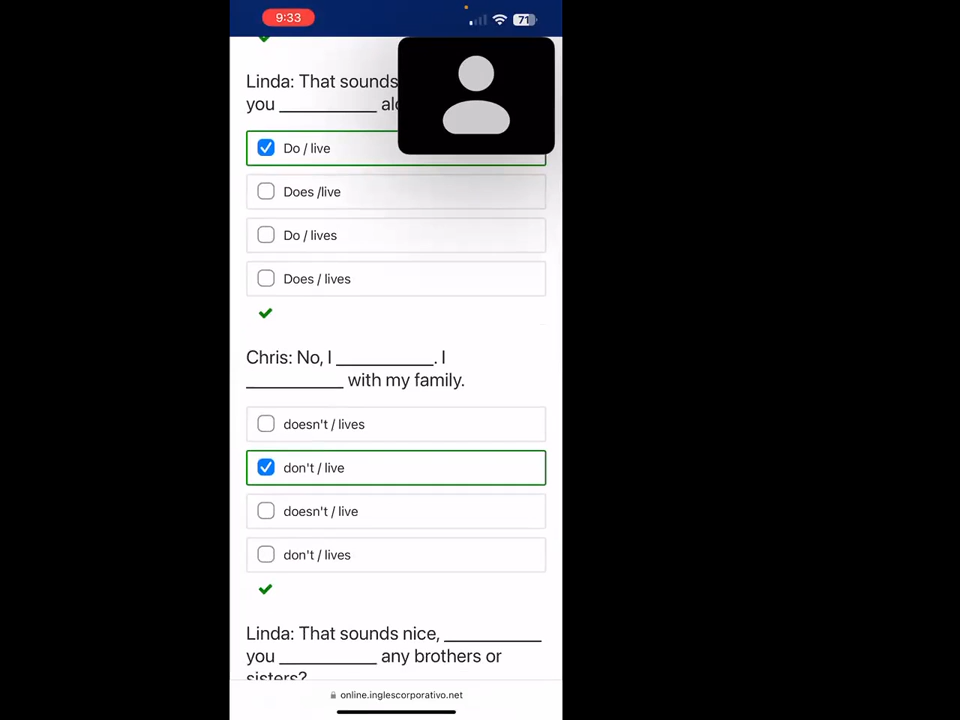 9:33
71
Linda: That sounds
you ___________ alo
Do / live
Does /live
Do / lives
Does / lives
Chris: No, I ___________. I
___________ with my family.
doesn't / lives
don't / live
doesn't / live
don't / lives
Linda: That sounds nice, ___________
you ___________ any brothers or
sisters?
online.inglescorporativo.net